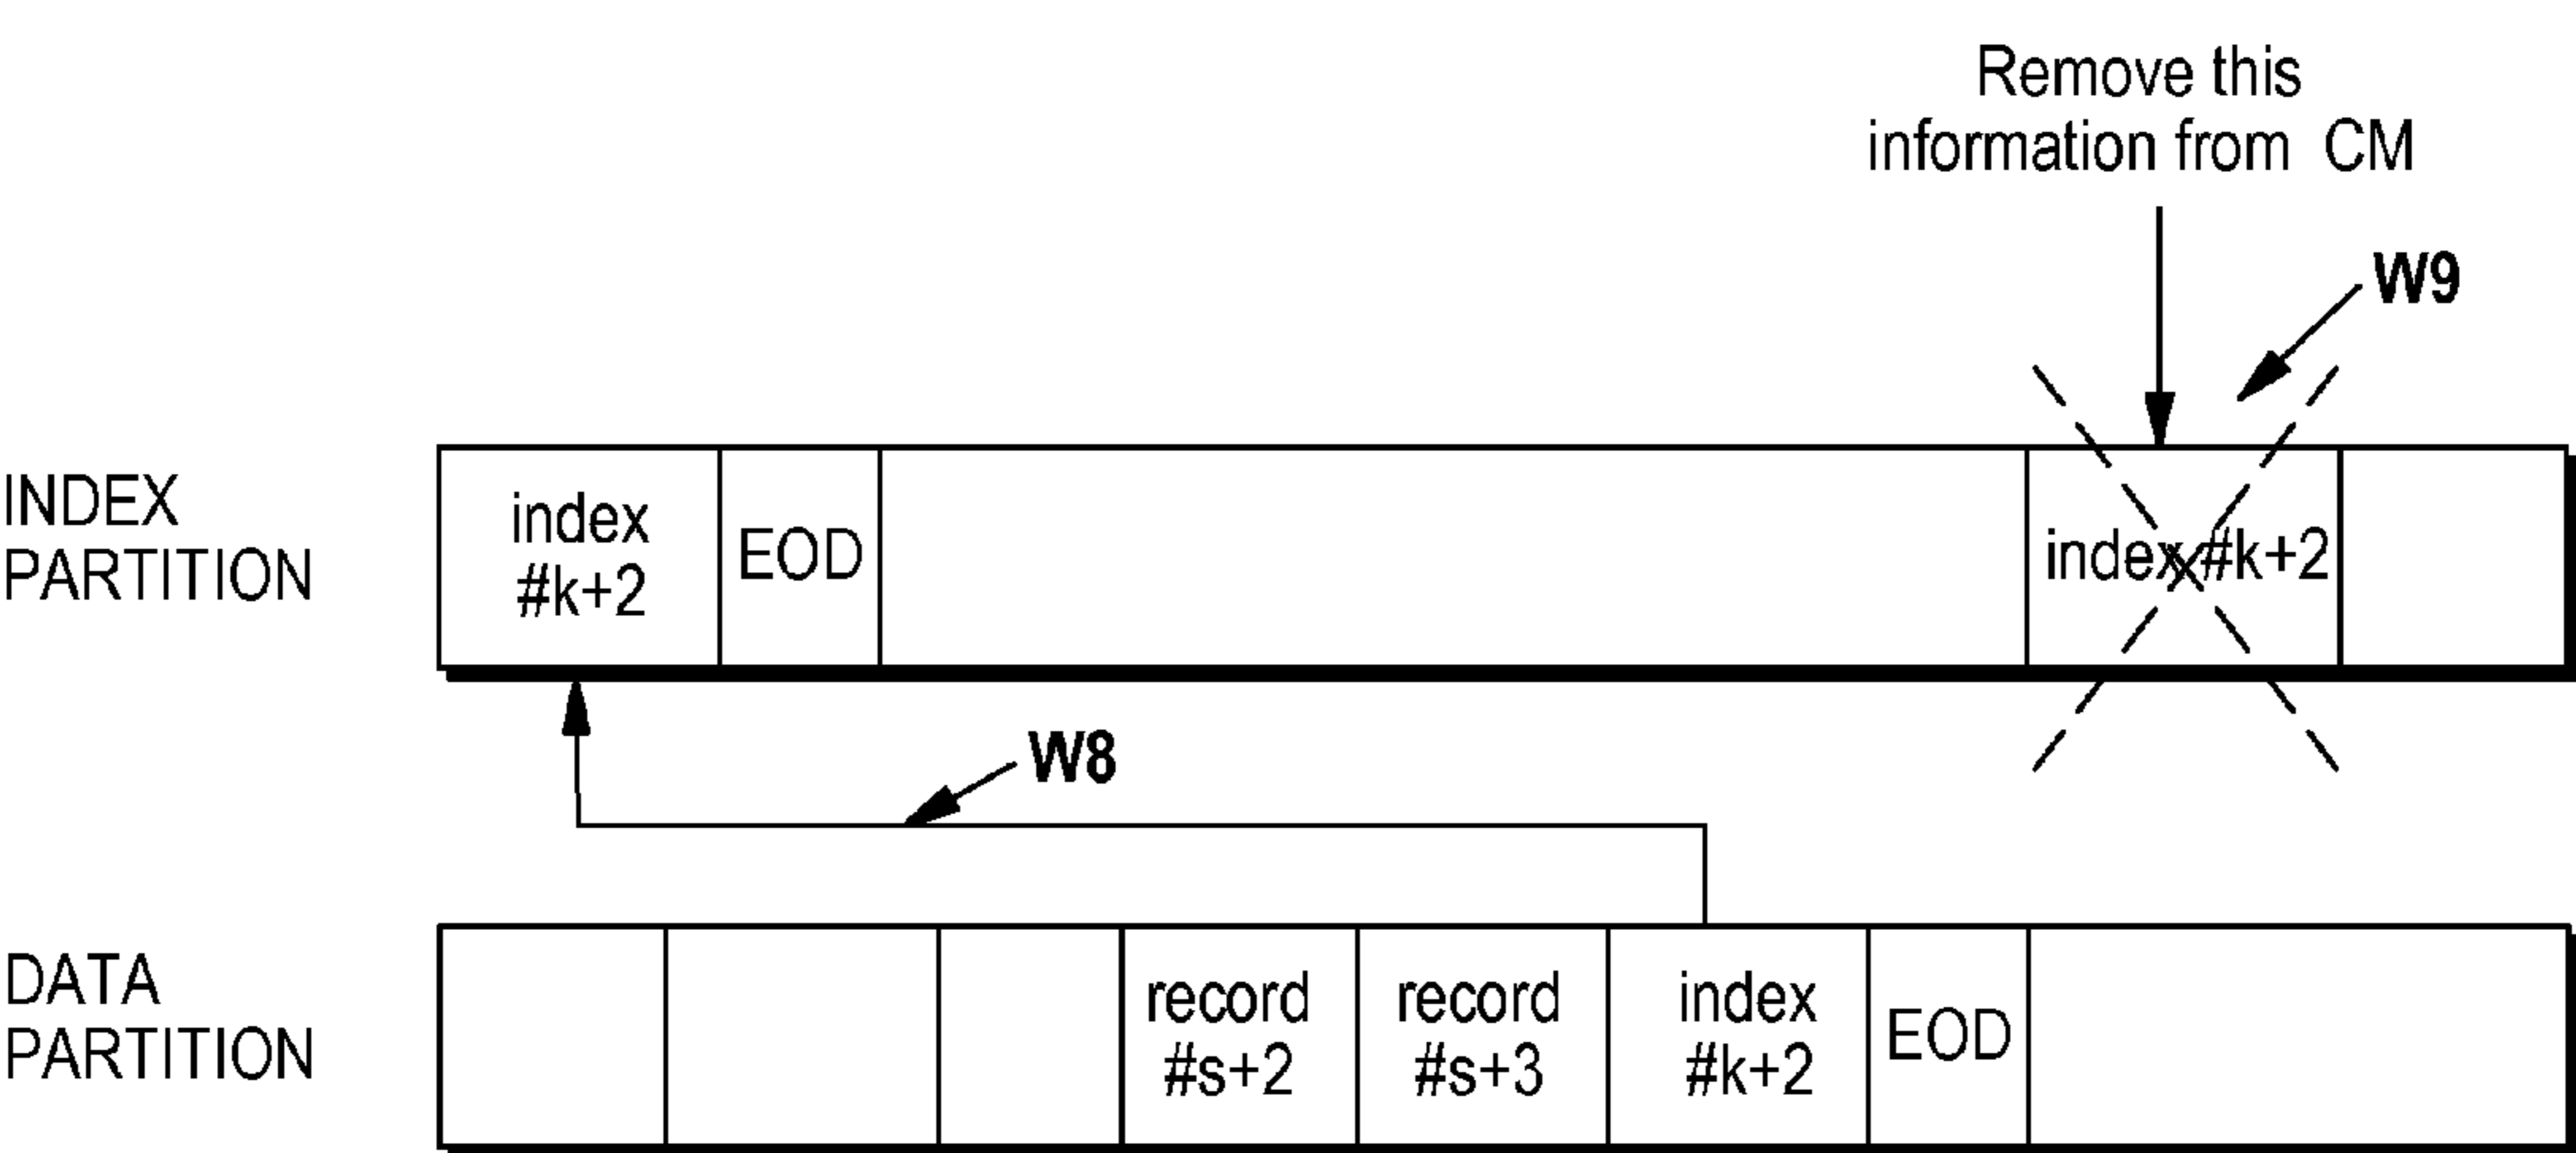 Remove this
information from CM
W9
INDEX
PARTITION
index
#k+2
EOD
index #k+2
W8
DATA
PARTITION
record
#s+2
record
#s+3
index
#k+2
EOD